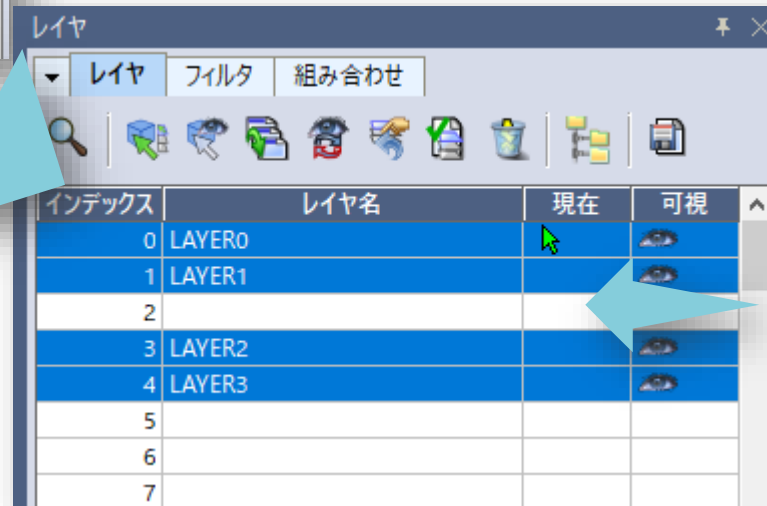 レイヤ
レイヤ フィルタ 組み合わせ
インデックス レイヤ名 現在 可視
0 LAYER0
1 LAYER1
2
3 LAYER2
4 LAYER3
5
6
7